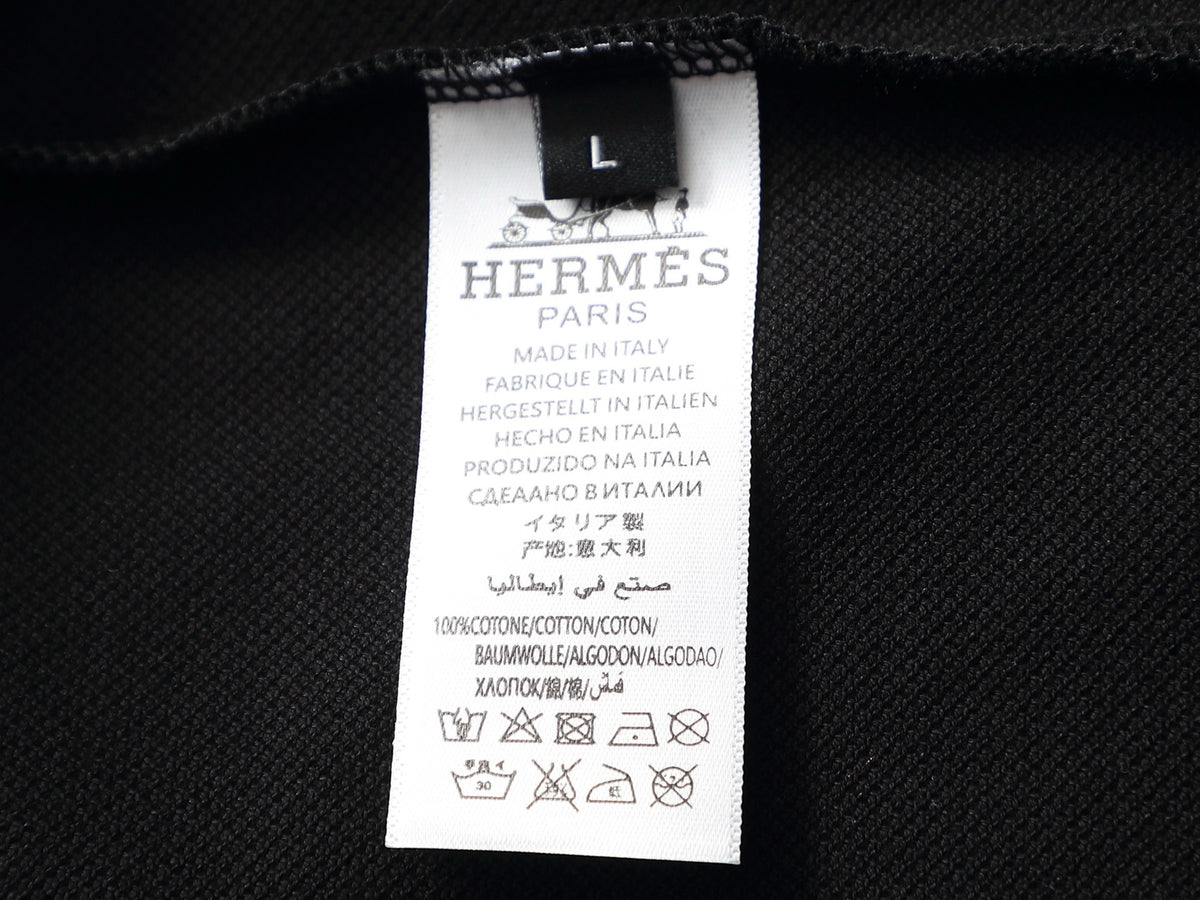 L
HERMÈS
PARIS
MADE IN ITALY
FABRIQUE EN ITALIE
HERGESTELLT IN ITALIEN
HECHO EN ITALIA
PRODUZIDO NA ITALIA
СДЕААНО В ИТАЛИИ
イタリア製
产地:意大利
صنع في إيطاليا
100%COTONE/COTTON/COTON/
BAUMWOLLE/ALGODON/ALGODAO/
ХЛОПОК/綿/棉/
30